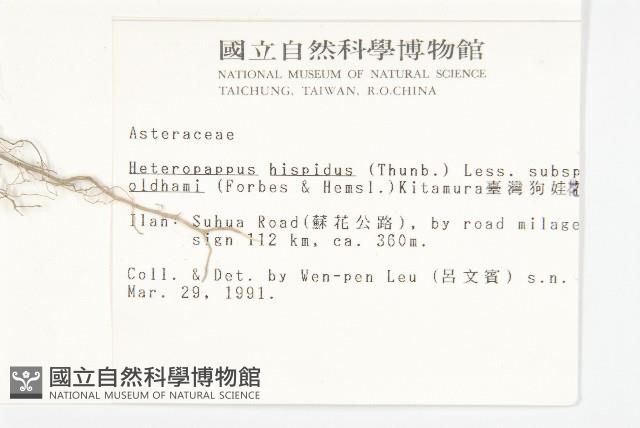 國立自然科學博物館
NATIONAL MUSEUM OF NATURAL SCIENCE
TAICHUNG, TAIWAN, R.O.CHINA
Asteraceae
Heteropappus hispidus (Thunb.) Less. subsp
oldhami (Forbes & Hemsl.)Kitamura臺灣狗娃花
Ilan: Suhua Road(蘇花公路), by road milage
sign 112 km, ca. 360m.
Coll. & Det. by Wen-pen Leu (呂文賓) s.n.
Mar. 29, 1991.
國立自然科學博物館
NATIONAL MUSEUM OF NATURAL SCIENCE